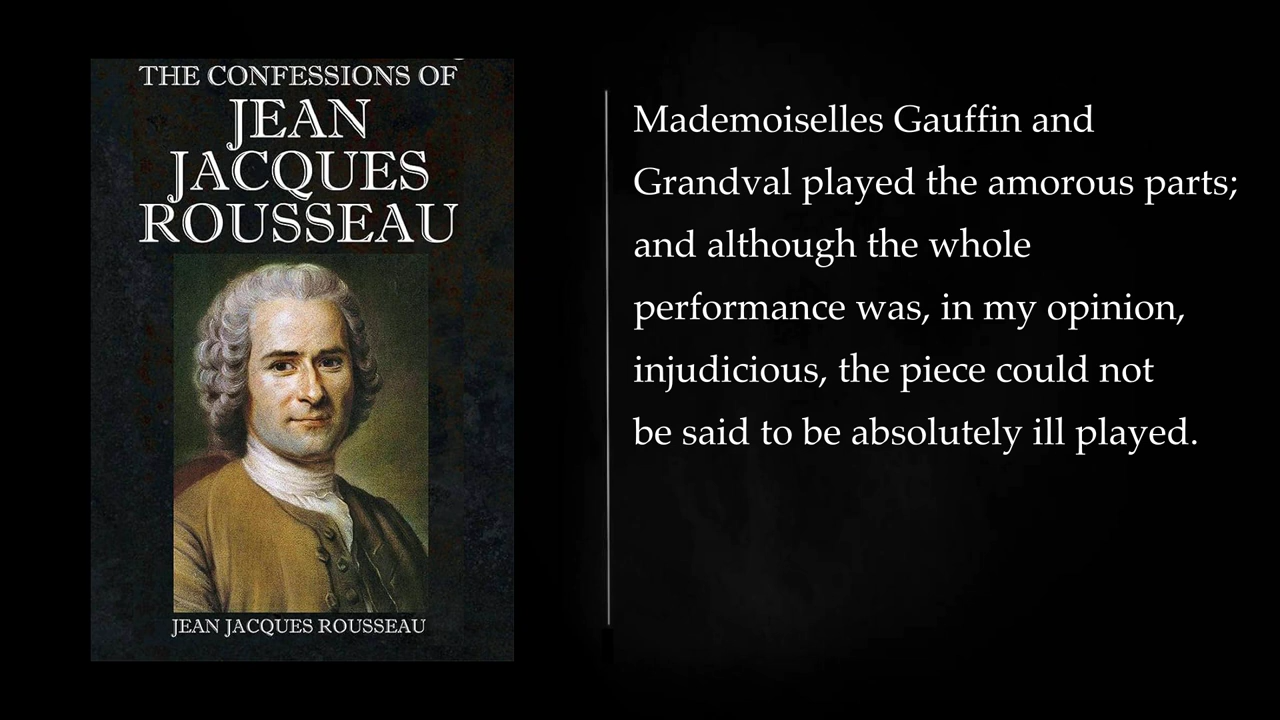 THE CONFESSIONS OF
JEAN
JACQUES
ROUSSEAU
JEAN JACQUES ROUSSEAU
Mademoiselles Gauffin and
Grandval played the amorous parts;
and although the whole
performance was, in my opinion,
injudicious, the piece could not
be said to be absolutely ill played.